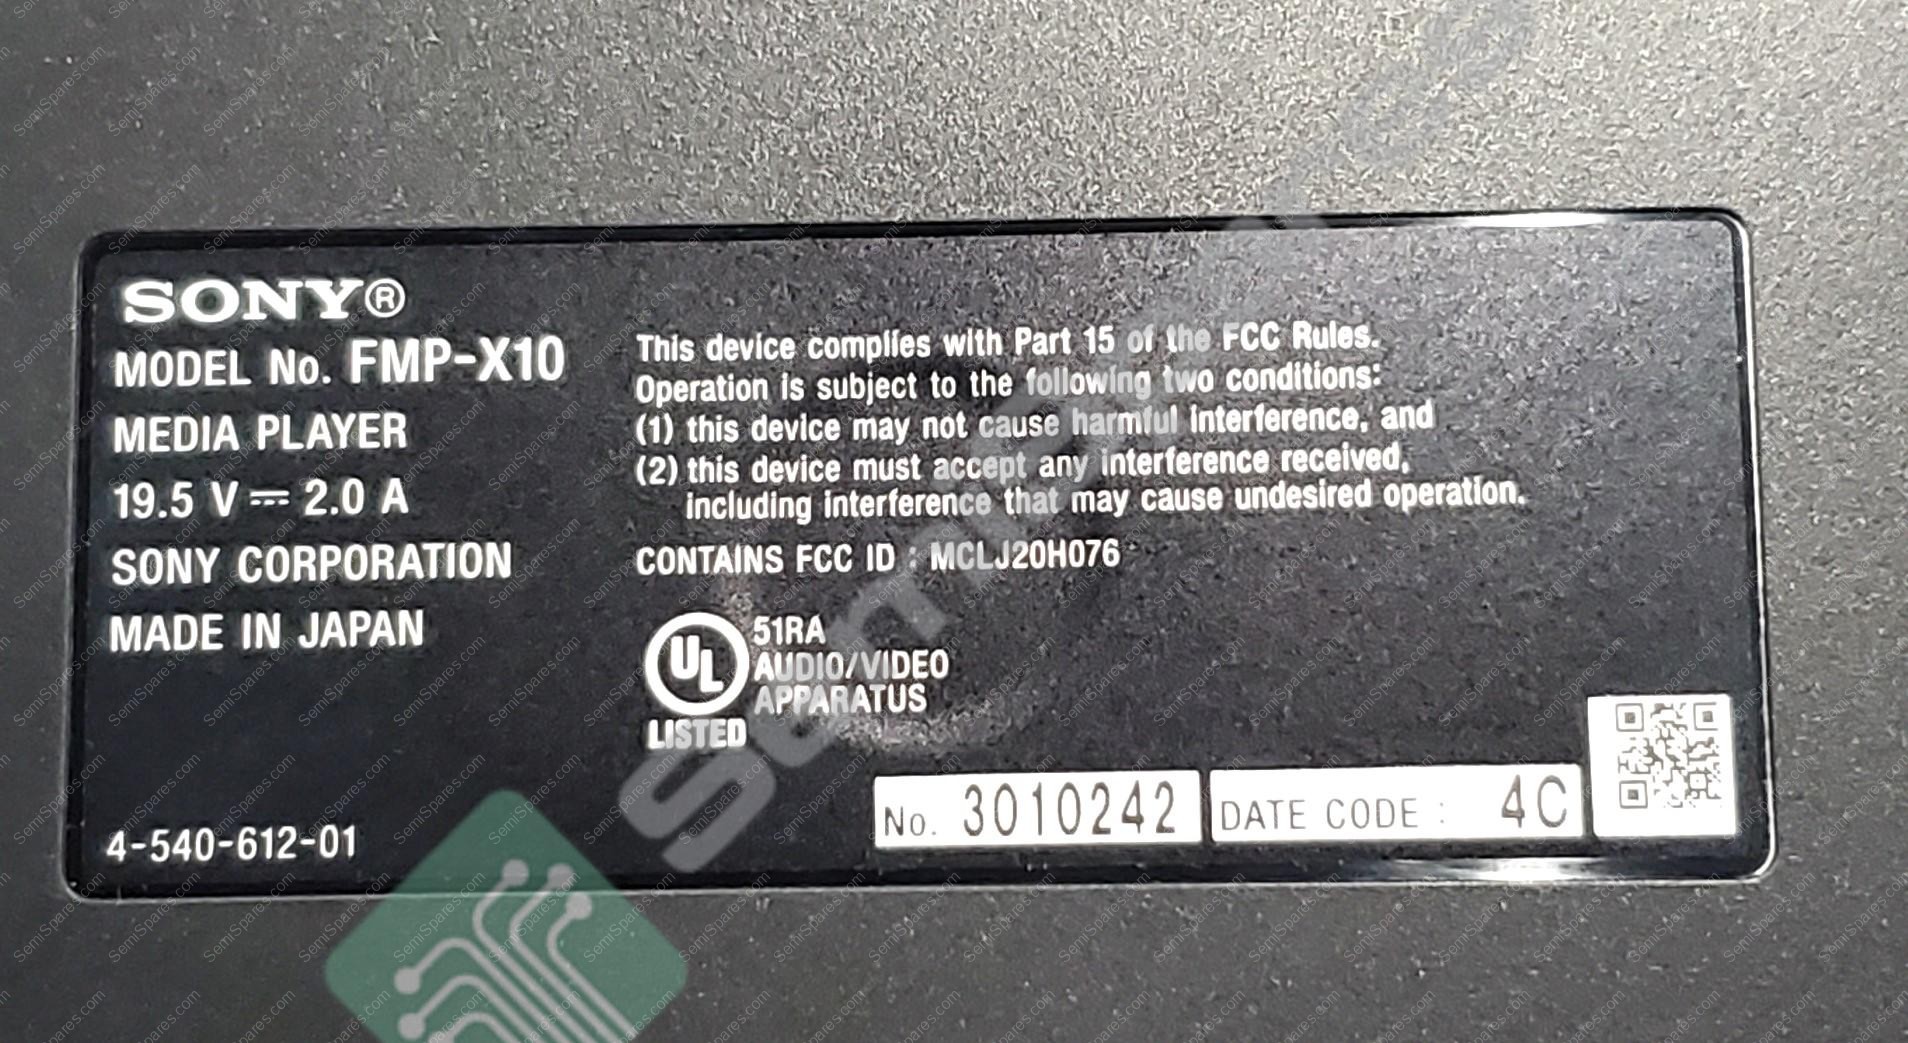 SONY®
MODEL No. FMP-X10
MEDIA PLAYER
19.5 V ⎓ 2.0 A
SONY CORPORATION
MADE IN JAPAN
4-540-612-01
This device complies with Part 15 of the FCC Rules.
Operation is subject to the following two conditions:
(1) this device may not cause harmful interference, and
(2) this device must accept any interference received,
including interference that may cause undesired operation.
CONTAINS FCC ID : MCLJ20H076
UL
LISTED
51RA
AUDIO/VIDEO
APPARATUS
No. 3010242
DATE CODE : 4C
SemiSpares
SemiSpares.com